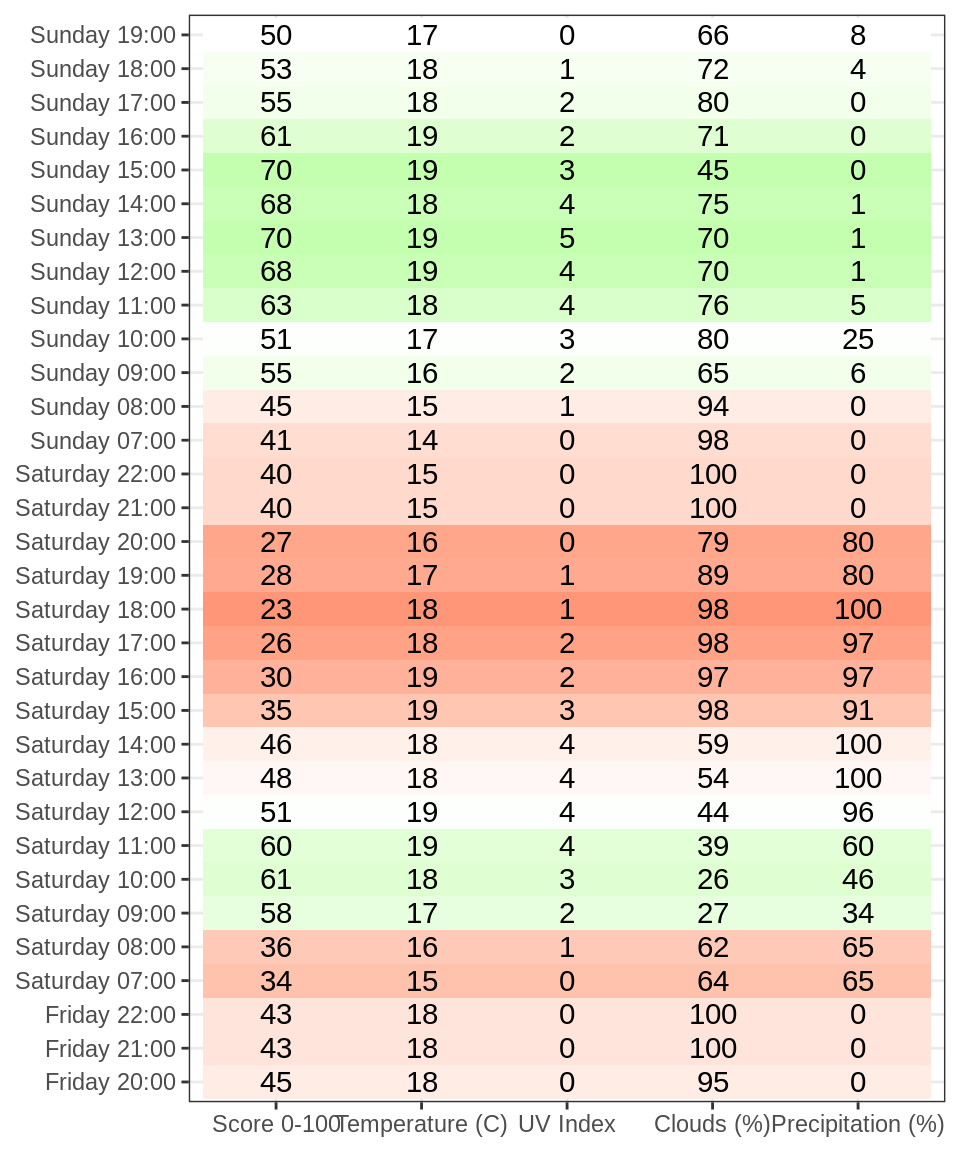 Sunday 19:00 50 17 0 66 8
Sunday 18:00 53 18 1 72 4
Sunday 17:00 55 18 2 80 0
Sunday 16:00 61 19 2 71 0
Sunday 15:00 70 19 3 45 0
Sunday 14:00 68 18 4 75 1
Sunday 13:00 70 19 5 70 1
Sunday 12:00 68 19 4 70 1
Sunday 11:00 63 18 4 76 5
Sunday 10:00 51 17 3 80 25
Sunday 09:00 55 16 2 65 6
Sunday 08:00 45 15 1 94 0
Sunday 07:00 41 14 0 98 0
Saturday 22:00 40 15 0 100 0
Saturday 21:00 40 15 0 100 0
Saturday 20:00 27 16 0 79 80
Saturday 19:00 28 17 1 89 80
Saturday 18:00 23 18 1 98 100
Saturday 17:00 26 18 2 98 97
Saturday 16:00 30 19 2 97 97
Saturday 15:00 35 19 3 98 91
Saturday 14:00 46 18 4 59 100
Saturday 13:00 48 18 4 54 100
Saturday 12:00 51 19 4 44 96
Saturday 11:00 60 19 4 39 60
Saturday 10:00 61 18 3 26 46
Saturday 09:00 58 17 2 27 34
Saturday 08:00 36 16 1 62 65
Saturday 07:00 34 15 0 64 65
Friday 22:00 43 18 0 100 0
Friday 21:00 43 18 0 100 0
Friday 20:00 45 18 0 95 0
Score 0-100 Temperature (C) UV Index Clouds (%) Precipitation (%)